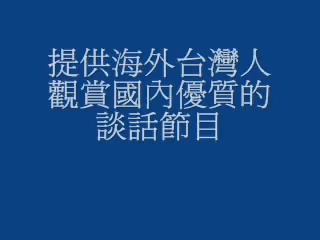 提供海外台灣人
觀賞國內優質的
談話節目